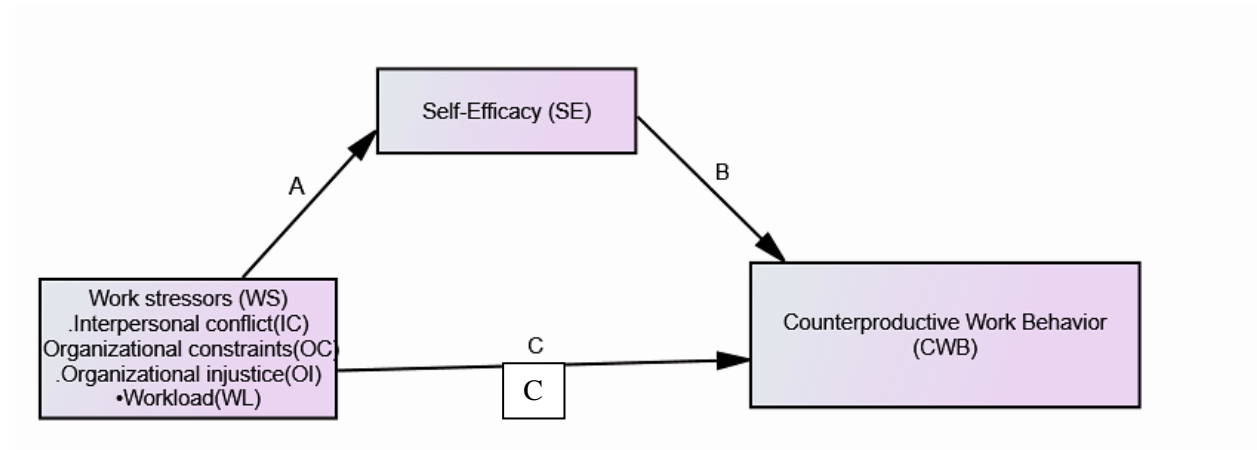 Self-Efficacy (SE)
A
B
Work stressors (WS)
.Interpersonal conflict(IC)
Organizational constraints(OC)
.Organizational injustice(OI)
•Workload(WL)
C
C
Counterproductive Work Behavior
(CWB)